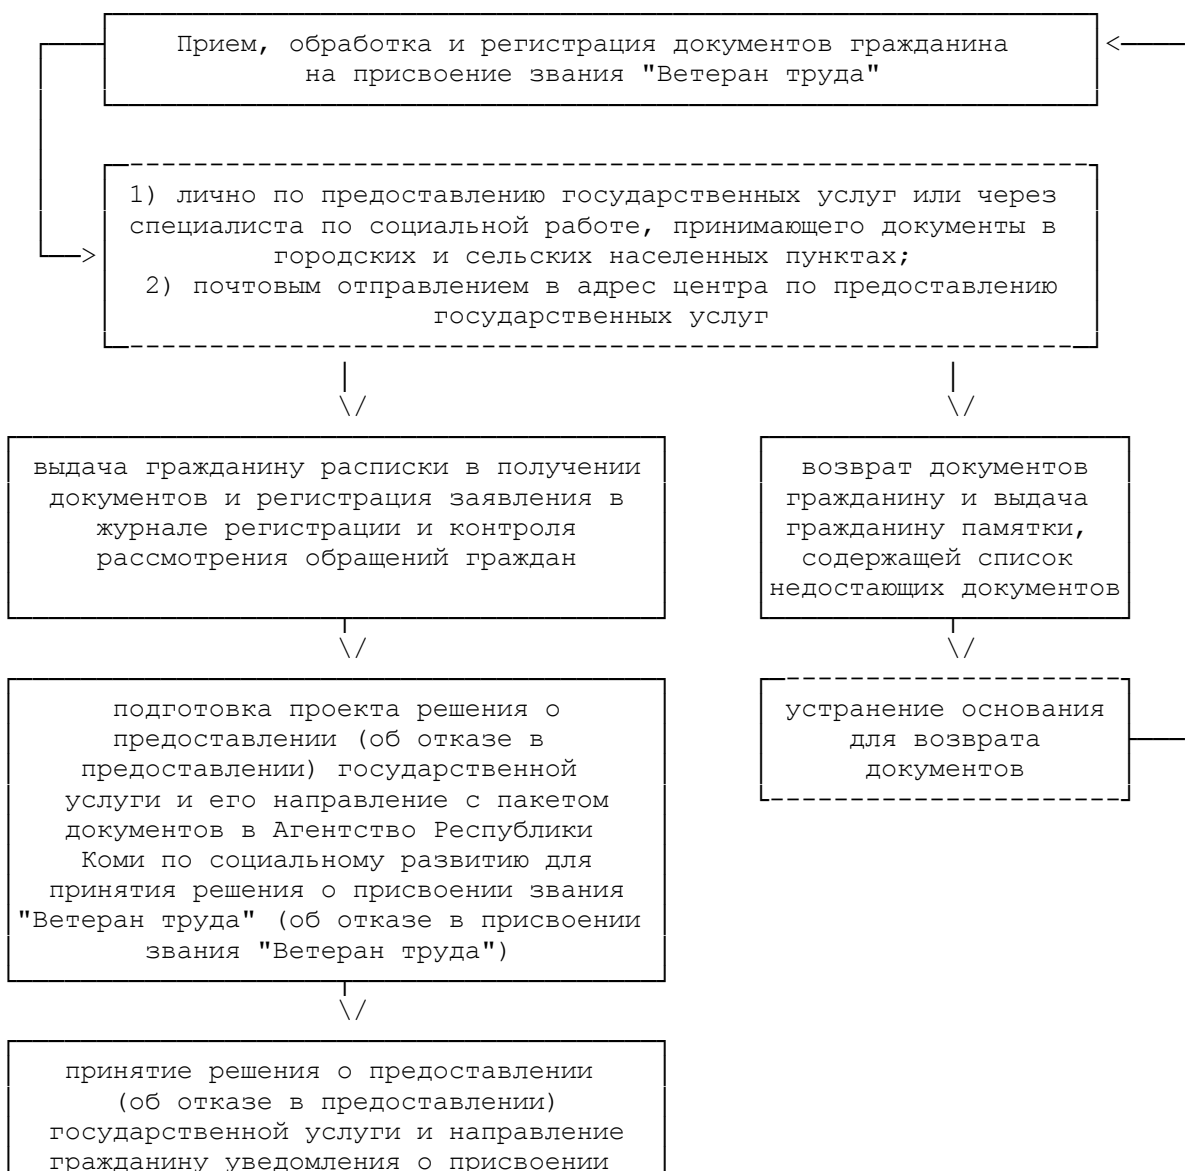 Прием, обработка и регистрация документов гражданина
на присвоение звания "Ветеран труда"
1) лично по предоставлению государственных услуг или через
специалиста по социальной работе, принимающего документы в
городских и сельских населенных пунктах;
2) почтовым отправлением в адрес центра по предоставлению
государственных услуг
выдача гражданину расписки в получении
документов и регистрация заявления в
журнале регистрации и контроля
рассмотрения обращений граждан
возврат документов
гражданину и выдача
гражданину памятки,
содержащей список
недостающих документов
подготовка проекта решения о
предоставлении (об отказе в
предоставлении) государственной
услуги и его направление с пакетом
документов в Агентство Республики
Коми по социальному развитию для
принятия решения о присвоении звания
"Ветеран труда" (об отказе в присвоении
звания "Ветеран труда")
устранение основания
для возврата
документов
принятие решения о предоставлении
(об отказе в предоставлении)
государственной услуги и направление
гражданину уведомления о присвоении